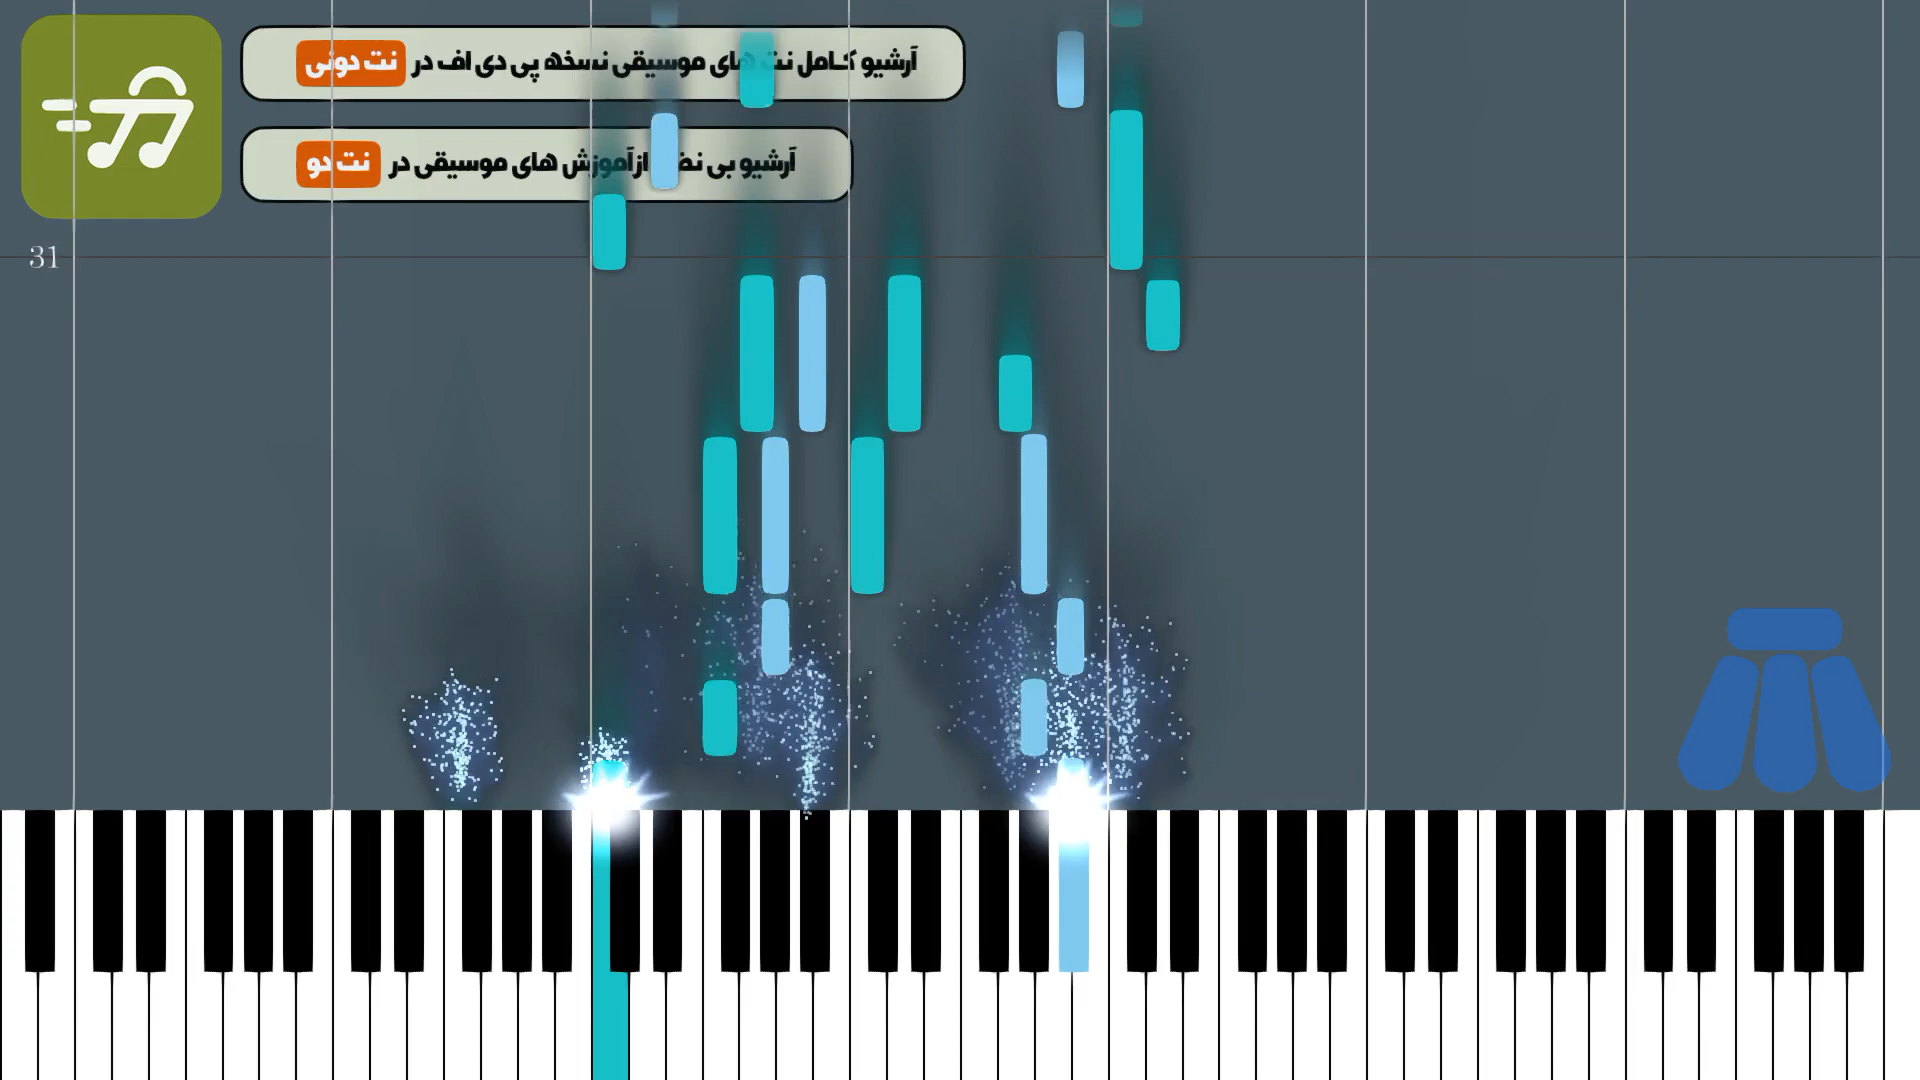 آرشیو کامل نت های موسیقی نسخه پی دی اف در نت دونی
آرشیو بی نظ از آموزش های موسیقی در نت دو
31